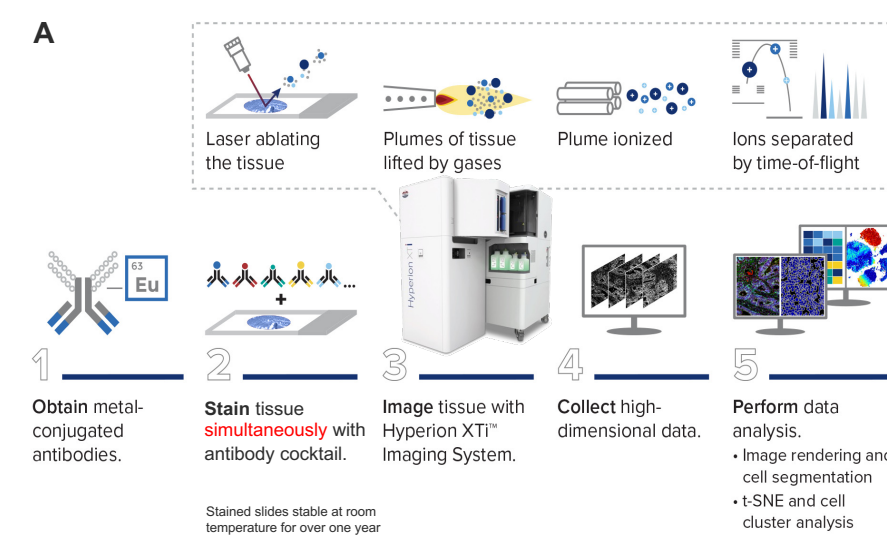 A
Laser ablating
the tissue
Plumes of tissue
lifted by gases
Plume ionized
Ions separated
by time-of-flight
63
Eu
+
...
Hyperion XTi
1
2
3
4
5
Obtain metal-
conjugated
antibodies.
Stain tissue
simultaneously with
antibody cocktail.
Stained slides stable at room
temperature for over one year
Image tissue with
Hyperion XTi™
Imaging System.
Collect high-
dimensional data.
Perform data
analysis.
• Image rendering and
cell segmentation
• t-SNE and cell
cluster analysis